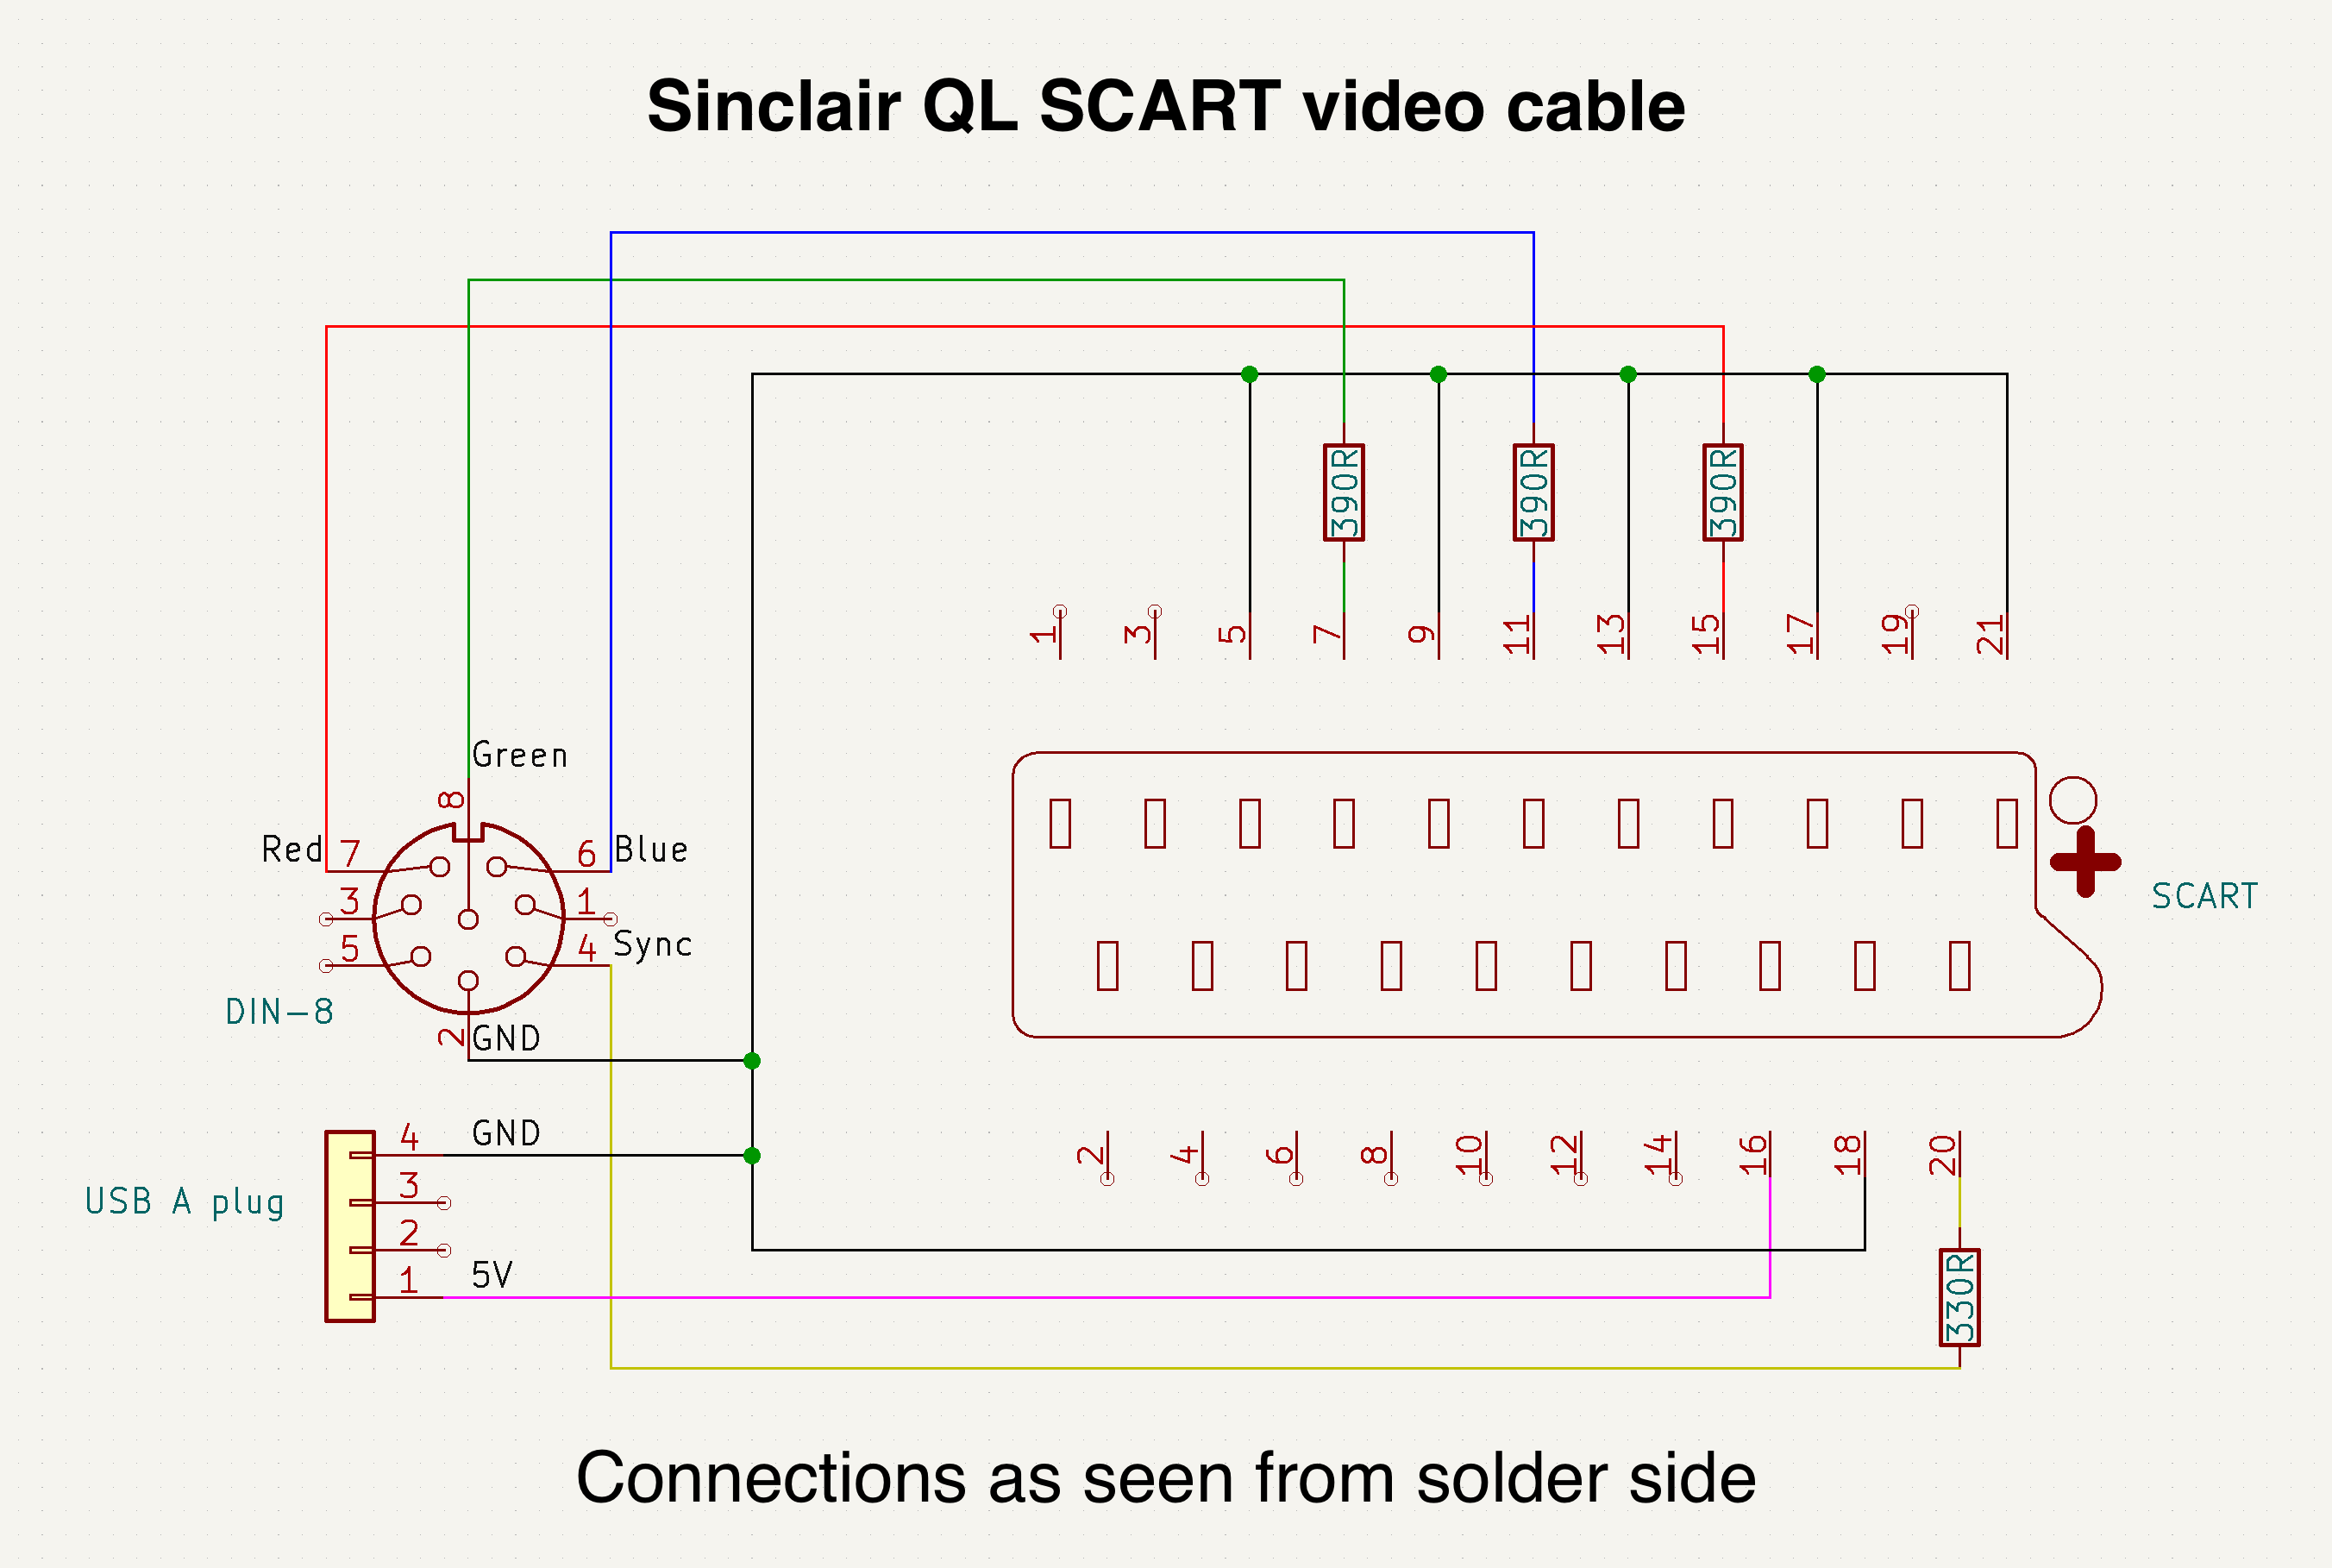 Sinclair QL SCART video cable
390R 390R 390R
1 3 5 7 9 11 13 15 17 19 21
Green
8
Red 7 6 Blue
3 1
5 4 Sync
DIN-8
2 GND
SCART
4 GND
3
USB A plug
2
1 5V
2 4 6 8 10 12 14 16 18 20
330R
Connections as seen from solder side